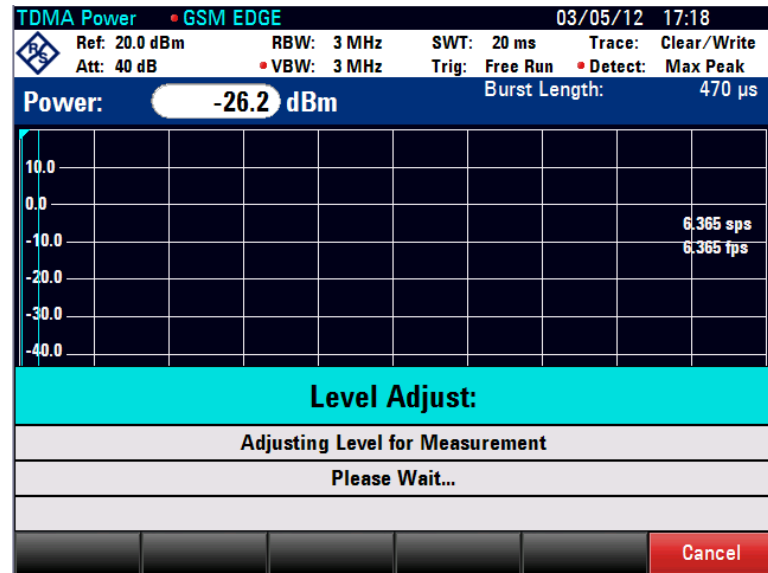 TDMA Power • GSM EDGE 03/05/12 17:18
R&S Ref: 20.0 dBm RBW: 3 MHz SWT: 20 ms Trace: Clear/Write
Att: 40 dB • VBW: 3 MHz Trig: Free Run • Detect: Max Peak
Power: -26.2 dBm Burst Length: 470 µs
10.0
0.0
6.365 sps
-10.0
6.365 fps
-20.0
-30.0
-40.0
Level Adjust:
Adjusting Level for Measurement
Please Wait...
Cancel